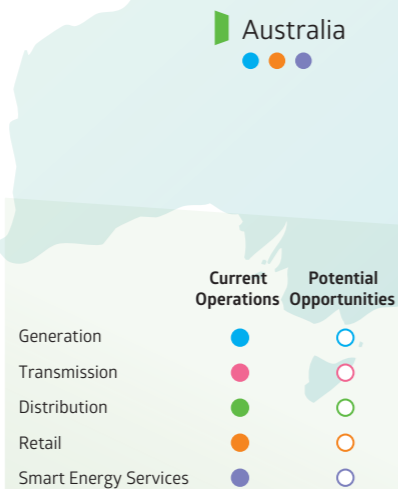 Australia
Current Potential
Operations Opportunities
Generation
Transmission
Distribution
Retail
Smart Energy Services